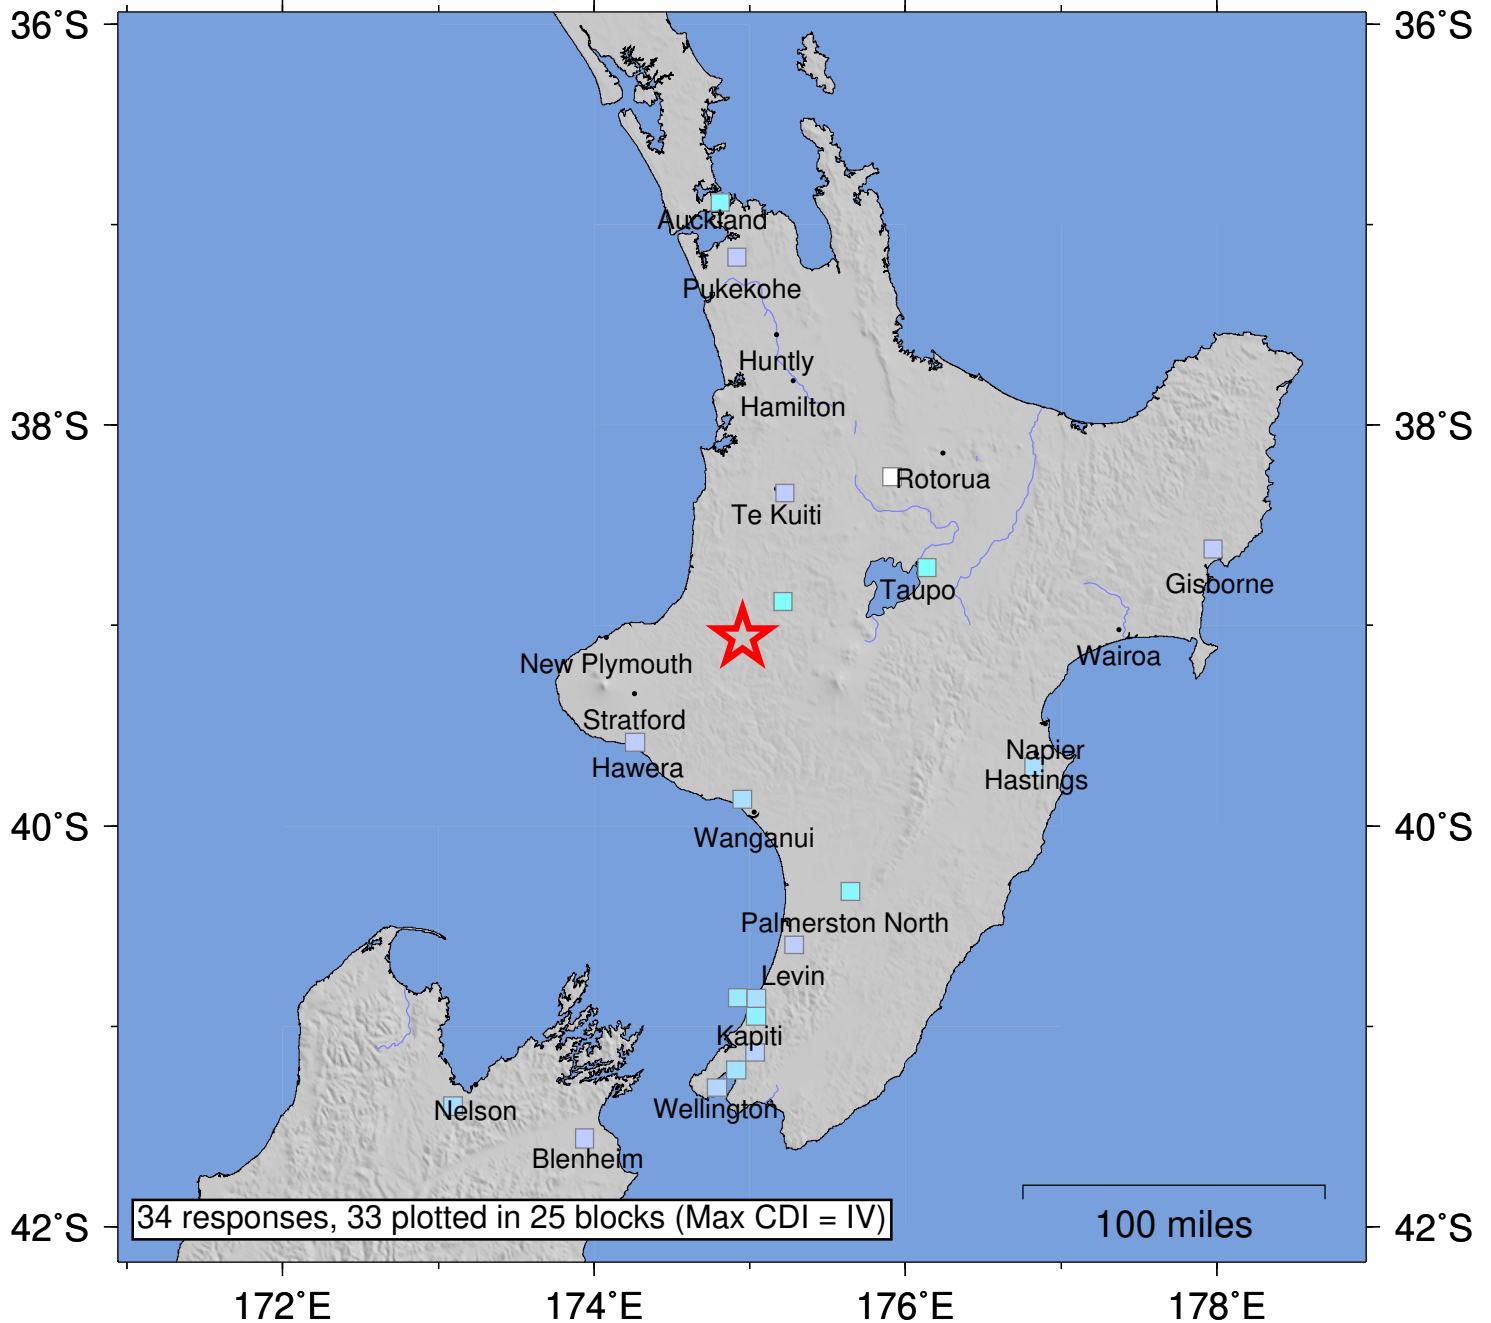 36°S
36°S
Auckland
Pukekohe
Huntly
Hamilton
38°S
38°S
Rotorua
Te Kuiti
Taupo
Gisborne
New Plymouth
Wairoa
Stratford
Napier
Hawera
Hastings
40°S
40°S
Wanganui
Palmerston North
Levin
Kapiti
Wellington
Nelson
Blenheim
34 responses, 33 plotted in 25 blocks (Max CDI = IV)
100 miles
42°S
42°S
172°E
174°E
176°E
178°E